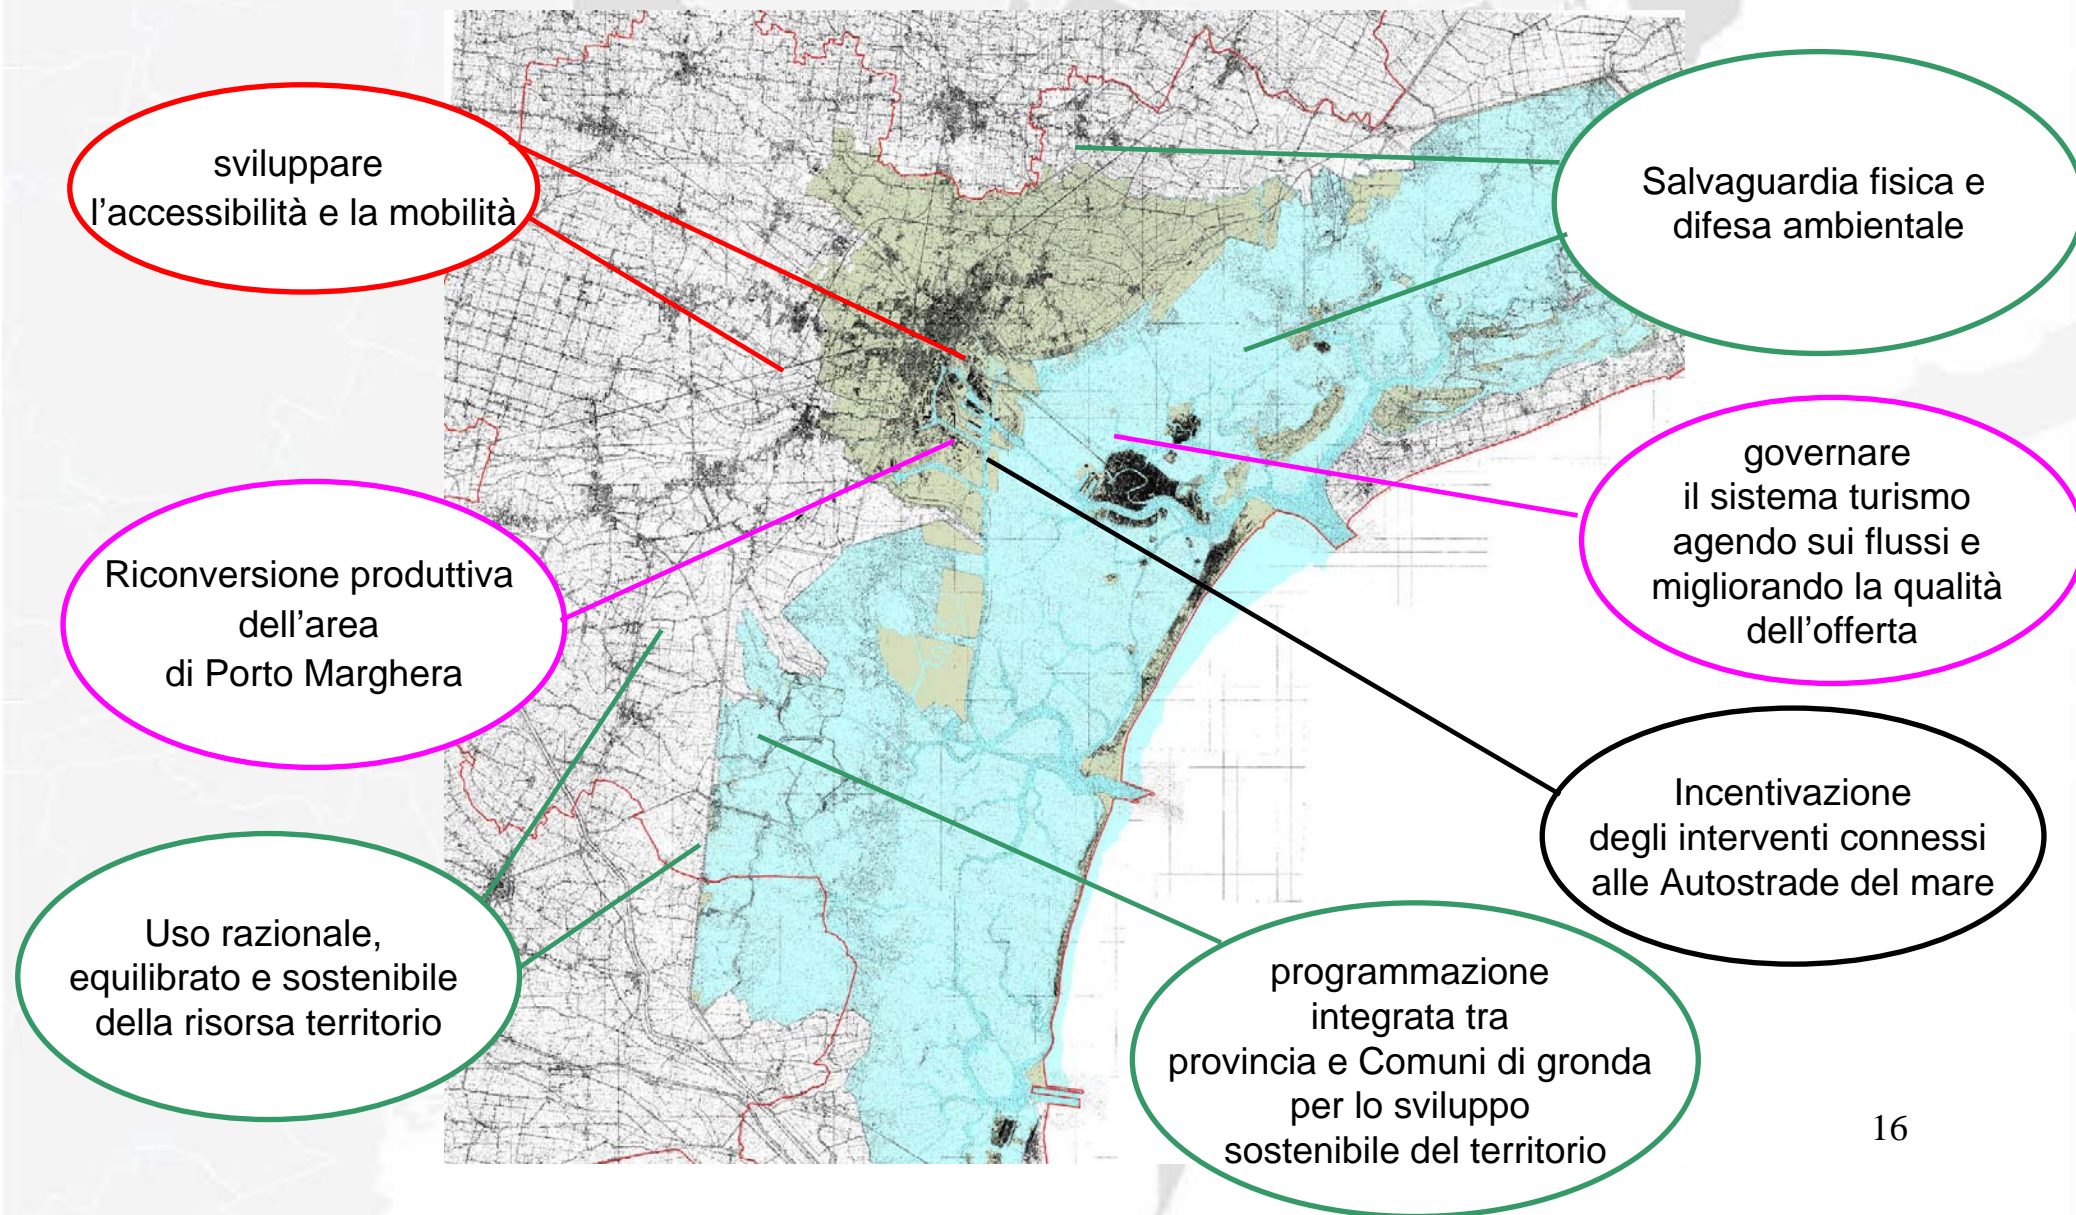 sviluppare
l’accessibilità e la mobilità
Salvaguardia fisica e
difesa ambientale
governare
il sistema turismo
agendo sui flussi e
migliorando la qualità
dell’offerta
Riconversione produttiva
dell’area
di Porto Marghera
Incentivazione
degli interventi connessi
alle Autostrade del mare
Uso razionale,
equilibrato e sostenibile
della risorsa territorio
programmazione
integrata tra
provincia e Comuni di gronda
per lo sviluppo
sostenibile del territorio
16